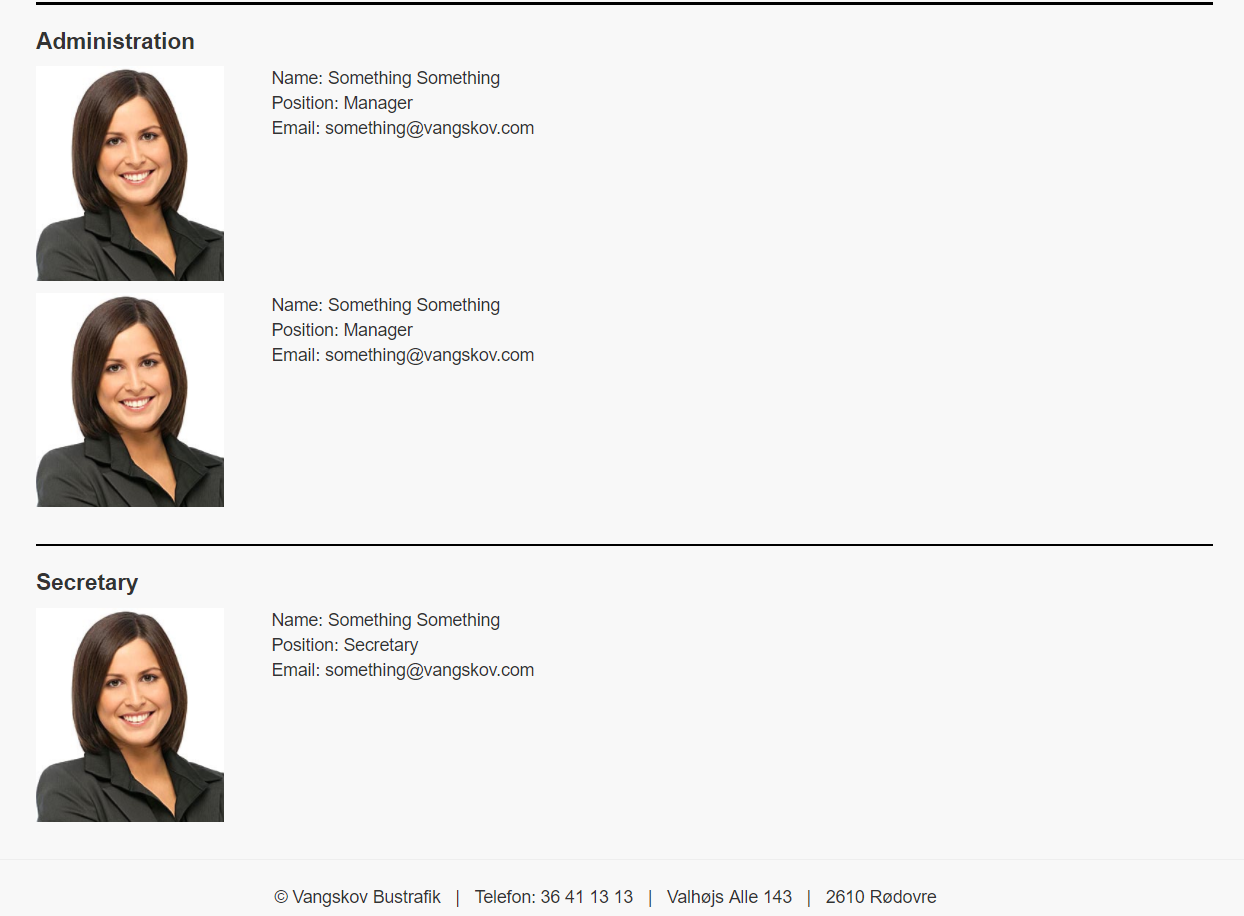 Administration
Name: Something Something
Position: Manager
Email: something@vangskov.com
Name: Something Something
Position: Manager
Email: something@vangskov.com
Secretary
Name: Something Something
Position: Secretary
Email: something@vangskov.com
© Vangskov Bustrafik | Telefon: 36 41 13 13 | Valhøjs Alle 143 | 2610 Rødovre